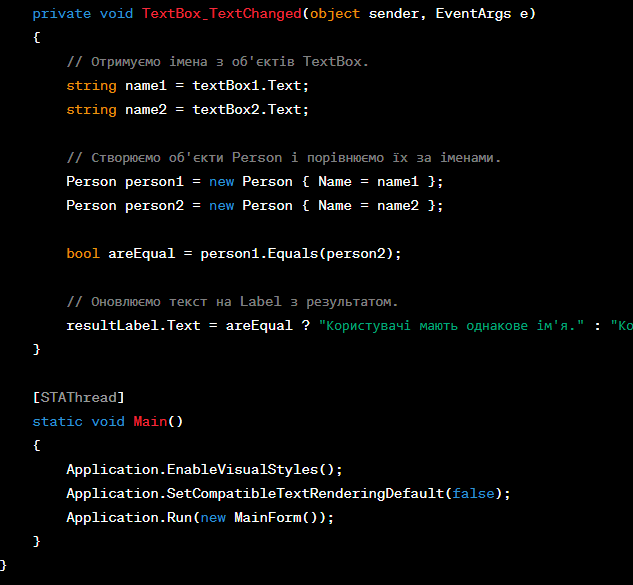 private void TextBox_TextChanged(object sender, EventArgs e)
{
// Отримуємо імена з об'єктів TextBox.
string name1 = textBox1.Text;
string name2 = textBox2.Text;
// Створюємо об'єкти Person і порівнюємо їх за іменами.
Person person1 = new Person { Name = name1 };
Person person2 = new Person { Name = name2 };
bool areEqual = person1.Equals(person2);
// Оновлюємо текст на Label з результатом.
resultLabel.Text = areEqual ? "Користувачі мають однакове ім'я." : "Ко
}
[STAThread]
static void Main()
{
Application.EnableVisualStyles();
Application.SetCompatibleTextRenderingDefault(false);
Application.Run(new MainForm());
}
}